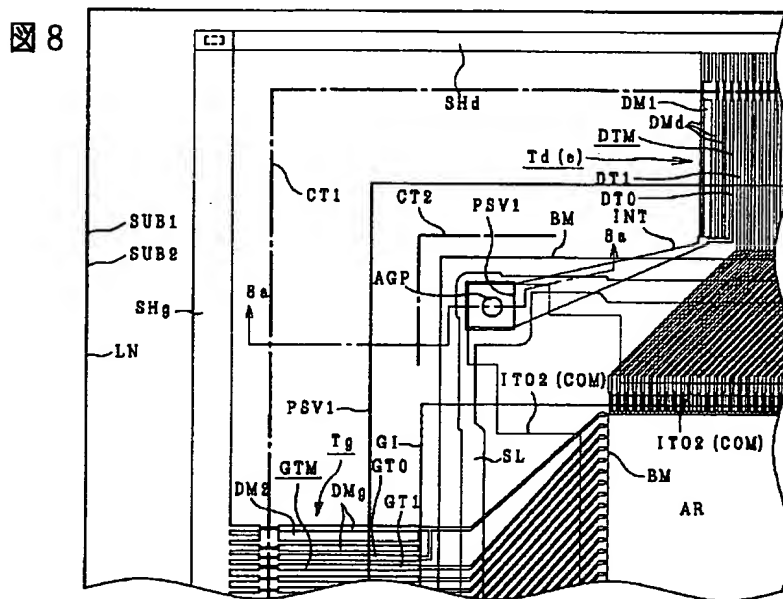 図8
SHd
DM1
DMd
DTM
Td(e)
DT1
DT0
CT1
CT2
PSV1
BM
INT
8a
SUB1
SUB2
AGP
8a
SHg
LN
ITO2(COM)
PSV1
GI
Tg
SL
ITO2(COM)
GTM
GT0
DM2
DMg
GT1
BM
AR